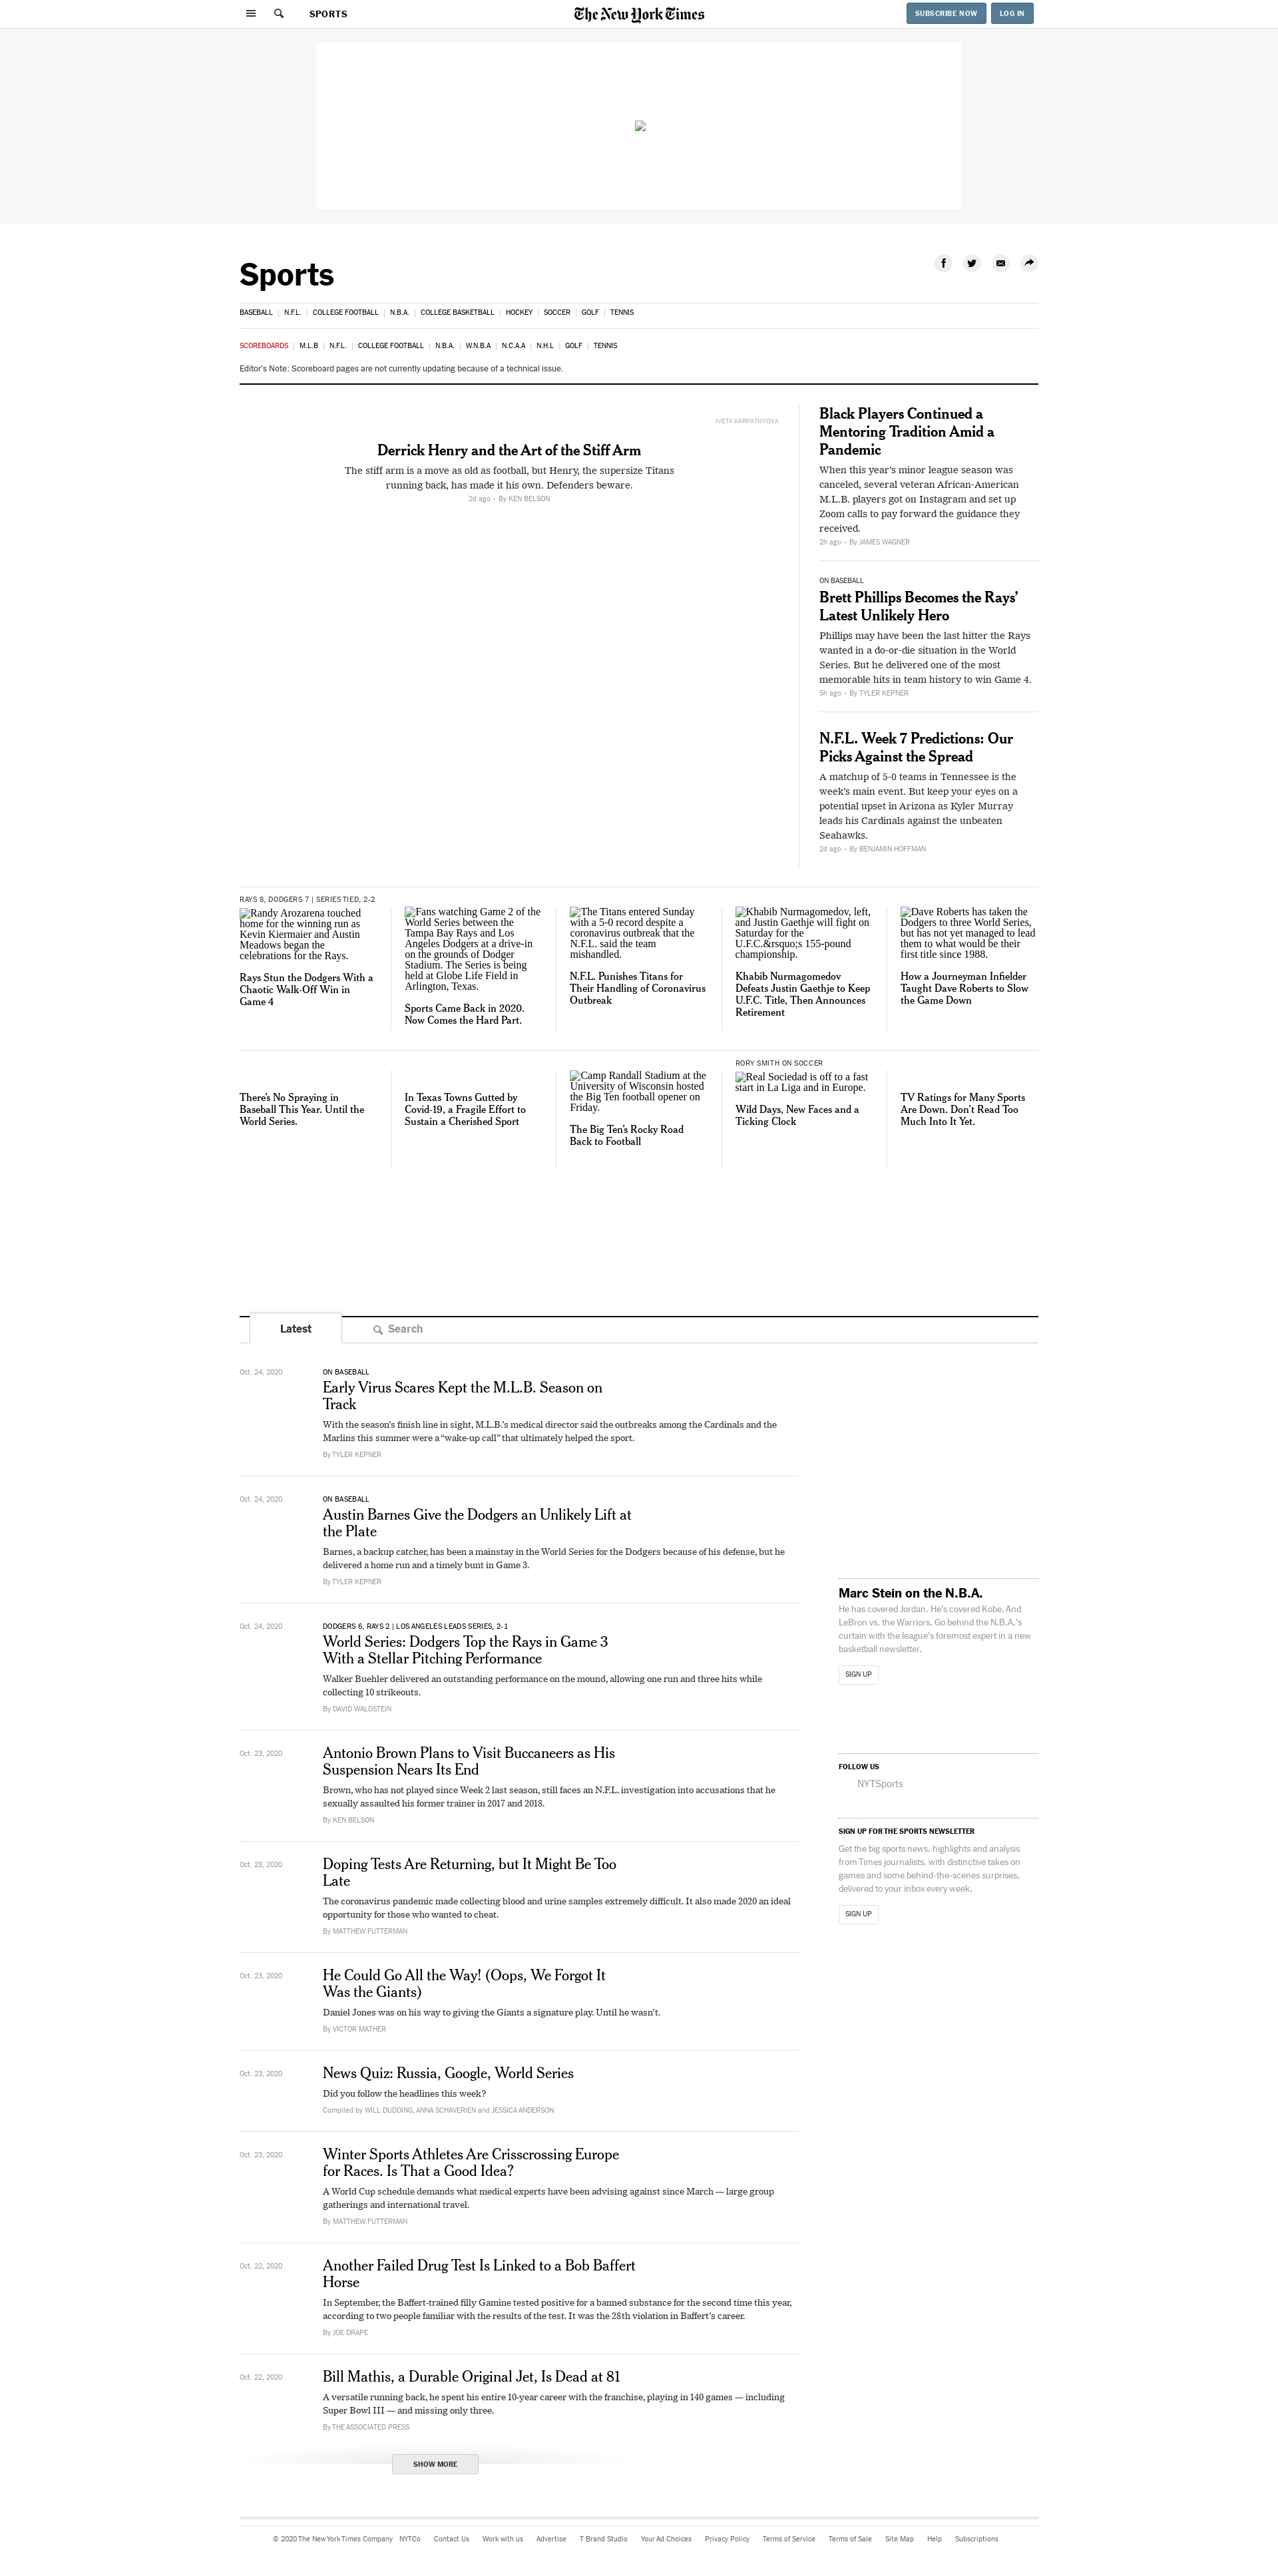 SPORTS
The New York Times
SUBSCRIBE NOW
LOG IN
Sports
BASEBALL | N.F.L. | COLLEGE FOOTBALL | N.B.A. | COLLEGE BASKETBALL | HOCKEY | SOCCER | GOLF | TENNIS
SCOREBOARDS | M.L.B | N.F.L. | COLLEGE FOOTBALL | N.B.A. | W.N.B.A | N.C.A.A | N.H.L | GOLF | TENNIS
Editor's Note: Scoreboard pages are not currently updating because of a technical issue.
IVETA KARPATHYOVA
Derrick Henry and the Art of the Stiff Arm
The stiff arm is a move as old as football, but Henry, the supersize Titans
running back, has made it his own. Defenders beware.
2d ago • By KEN BELSON
Black Players Continued a
Mentoring Tradition Amid a
Pandemic
When this year's minor league season was
canceled, several veteran African-American
M.L.B. players got on Instagram and set up
Zoom calls to pay forward the guidance they
received.
2h ago • By JAMES WAGNER
ON BASEBALL
Brett Phillips Becomes the Rays’
Latest Unlikely Hero
Phillips may have been the last hitter the Rays
wanted in a do-or-die situation in the World
Series. But he delivered one of the most
memorable hits in team history to win Game 4.
5h ago • By TYLER KEPNER
N.F.L. Week 7 Predictions: Our
Picks Against the Spread
A matchup of 5-0 teams in Tennessee is the
week's main event. But keep your eyes on a
potential upset in Arizona as Kyler Murray
leads his Cardinals against the unbeaten
Seahawks.
2d ago • By BENJAMIN HOFFMAN
RAYS 8, DODGERS 7 | SERIES TIED, 2-2
Randy Arozarena touched
home for the winning run as
Kevin Kiermaier and Austin
Meadows began the
celebrations for the Rays.
Rays Stun the Dodgers With a
Chaotic Walk-Off Win in
Game 4
Fans watching Game 2 of the
World Series between the
Tampa Bay Rays and Los
Angeles Dodgers at a drive-in
on the grounds of Dodger
Stadium. The Series is being
held at Globe Life Field in
Arlington, Texas.
Sports Came Back in 2020.
Now Comes the Hard Part.
The Titans entered Sunday
with a 5-0 record despite a
coronavirus outbreak that the
N.F.L. said the team
mishandled.
N.F.L. Punishes Titans for
Their Handling of Coronavirus
Outbreak
Khabib Nurmagomedov, left,
and Justin Gaethje will fight on
Saturday for the
U.F.C.&rsquo;s 155-pound
championship.
Khabib Nurmagomedov
Defeats Justin Gaethje to Keep
U.F.C. Title, Then Announces
Retirement
Dave Roberts has taken the
Dodgers to three World Series,
but has not yet managed to lead
them to what would be their
first title since 1988.
How a Journeyman Infielder
Taught Dave Roberts to Slow
the Game Down
There’s No Spraying in
Baseball This Year. Until the
World Series.
In Texas Towns Gutted by
Covid-19, a Fragile Effort to
Sustain a Cherished Sport
Camp Randall Stadium at the
University of Wisconsin hosted
the Big Ten football opener on
Friday.
The Big Ten’s Rocky Road
Back to Football
RORY SMITH ON SOCCER
Real Sociedad is off to a fast
start in La Liga and in Europe.
Wild Days, New Faces and a
Ticking Clock
TV Ratings for Many Sports
Are Down. Don’t Read Too
Much Into It Yet.
Latest
Search
Oct. 24, 2020
ON BASEBALL
Early Virus Scares Kept the M.L.B. Season on
Track
With the season’s finish line in sight, M.L.B.’s medical director said the outbreaks among the Cardinals and the
Marlins this summer were a “wake-up call” that ultimately helped the sport.
By TYLER KEPNER
Oct. 24, 2020
ON BASEBALL
Austin Barnes Give the Dodgers an Unlikely Lift at
the Plate
Barnes, a backup catcher, has been a mainstay in the World Series for the Dodgers because of his defense, but he
delivered a home run and a timely bunt in Game 3.
By TYLER KEPNER
Oct. 24, 2020
DODGERS 6, RAYS 2 | LOS ANGELES LEADS SERIES, 2-1
World Series: Dodgers Top the Rays in Game 3
With a Stellar Pitching Performance
Walker Buehler delivered an outstanding performance on the mound, allowing one run and three hits while
collecting 10 strikeouts.
By DAVID WALDSTEIN
Oct. 23, 2020
Antonio Brown Plans to Visit Buccaneers as His
Suspension Nears Its End
Brown, who has not played since Week 2 last season, still faces an N.F.L. investigation into accusations that he
sexually assaulted his former trainer in 2017 and 2018.
By KEN BELSON
Oct. 23, 2020
Doping Tests Are Returning, but It Might Be Too
Late
The coronavirus pandemic made collecting blood and urine samples extremely difficult. It also made 2020 an ideal
opportunity for those who wanted to cheat.
By MATTHEW FUTTERMAN
Oct. 23, 2020
He Could Go All the Way! (Oops, We Forgot It
Was the Giants)
Daniel Jones was on his way to giving the Giants a signature play. Until he wasn’t.
By VICTOR MATHER
Oct. 23, 2020
News Quiz: Russia, Google, World Series
Did you follow the headlines this week?
Compiled by WILL DUDDING, ANNA SCHAVERIEN and JESSICA ANDERSON
Oct. 23, 2020
Winter Sports Athletes Are Crisscrossing Europe
for Races. Is That a Good Idea?
A World Cup schedule demands what medical experts have been advising against since March — large group
gatherings and international travel.
By MATTHEW FUTTERMAN
Oct. 22, 2020
Another Failed Drug Test Is Linked to a Bob Baffert
Horse
In September, the Baffert-trained filly Gamine tested positive for a banned substance for the second time this year,
according to two people familiar with the results of the test. It was the 28th violation in Baffert’s career.
By JOE DRAPE
Oct. 22, 2020
Bill Mathis, a Durable Original Jet, Is Dead at 81
A versatile running back, he spent his entire 10-year career with the franchise, playing in 140 games — including
Super Bowl III — and missing only three.
By THE ASSOCIATED PRESS
SHOW MORE
Marc Stein on the N.B.A.
He has covered Jordan. He's covered Kobe. And
LeBron vs. the Warriors. Go behind the N.B.A.'s
curtain with the league's foremost expert in a new
basketball newsletter.
SIGN UP
FOLLOW US
NYTSports
SIGN UP FOR THE SPORTS NEWSLETTER
Get the big sports news, highlights and analysis
from Times journalists, with distinctive takes on
games and some behind-the-scenes surprises,
delivered to your inbox every week.
SIGN UP
© 2020 The New York Times Company NYTCo Contact Us Work with us Advertise T Brand Studio Your Ad Choices Privacy Policy Terms of Service Terms of Sale Site Map Help Subscriptions